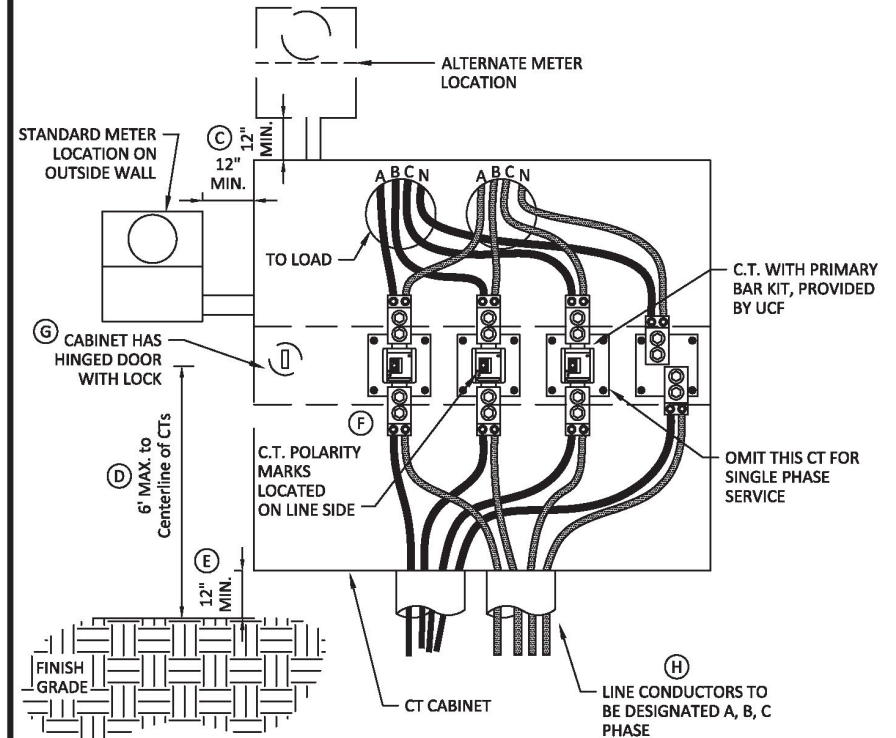 ALTERNATE METER
LOCATION
STANDARD METER
LOCATION ON
OUTSIDE WALL
C
12"
MIN.
12"
MIN.
A B C N
A B C N
TO LOAD
C.T. WITH PRIMARY
BAR KIT, PROVIDED
BY UCF
G
CABINET HAS
HINGED DOOR
WITH LOCK
F
C.T. POLARITY
MARKS
LOCATED
ON LINE SIDE
OMIT THIS CT FOR
SINGLE PHASE
SERVICE
D
6' MAX. to
Centerline of CTs
E
12"
MIN.
FINISH
GRADE
CT CABINET
H
LINE CONDUCTORS TO
BE DESIGNATED A, B, C
PHASE